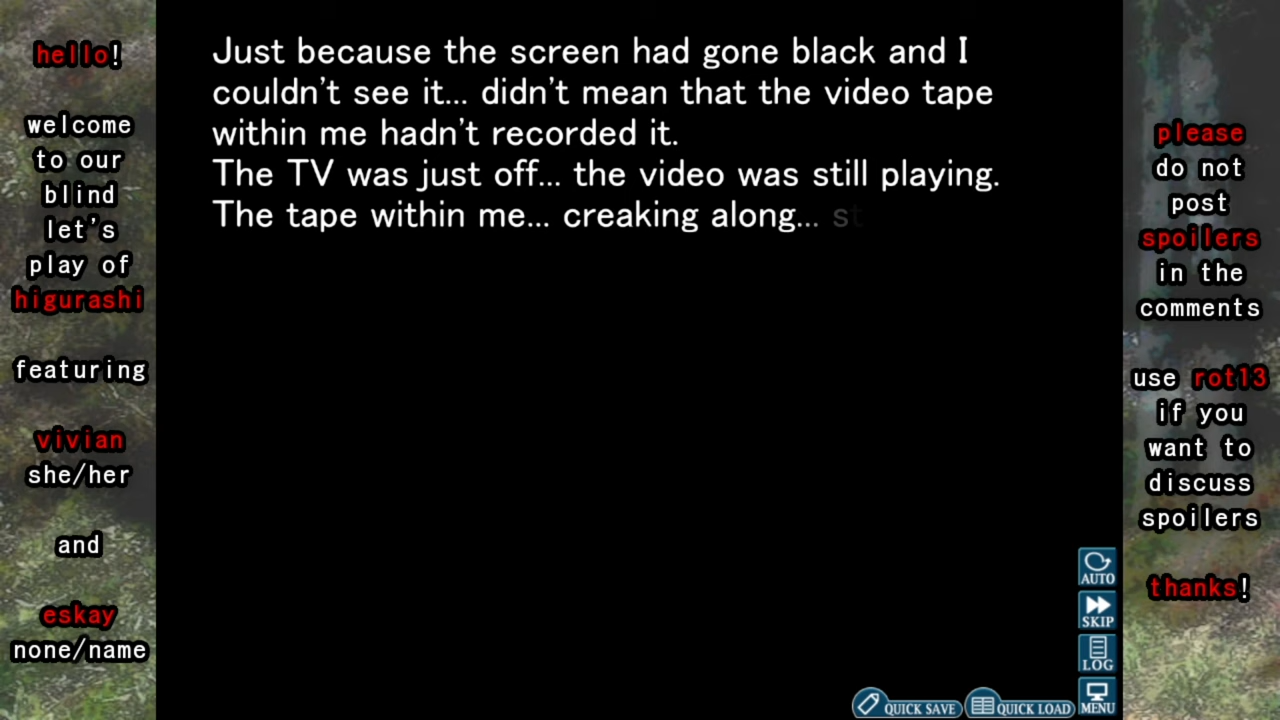 hello!
welcome
to our
blind
let's
play of
higurashi
featuring
vivian
she/her
and
eskay
none/name
Just because the screen had gone black and I
couldn't see it... didn't mean that the video tape
within me hadn't recorded it.
The TV was just off... the video was still playing.
The tape within me... creaking along... st
please
do not
post
spoilers
in the
comments
use rot13
if you
want to
discuss
spoilers
thanks!
AUTO
SKIP
LOG
MENU
QUICK SAVE
QUICK LOAD